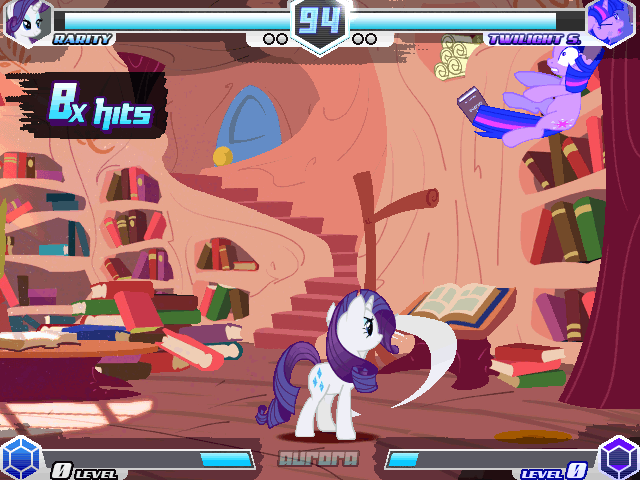 94
RARITY
TWILIGHT S.
8x hits
0 LEVEL
aurora
LEVEL 0